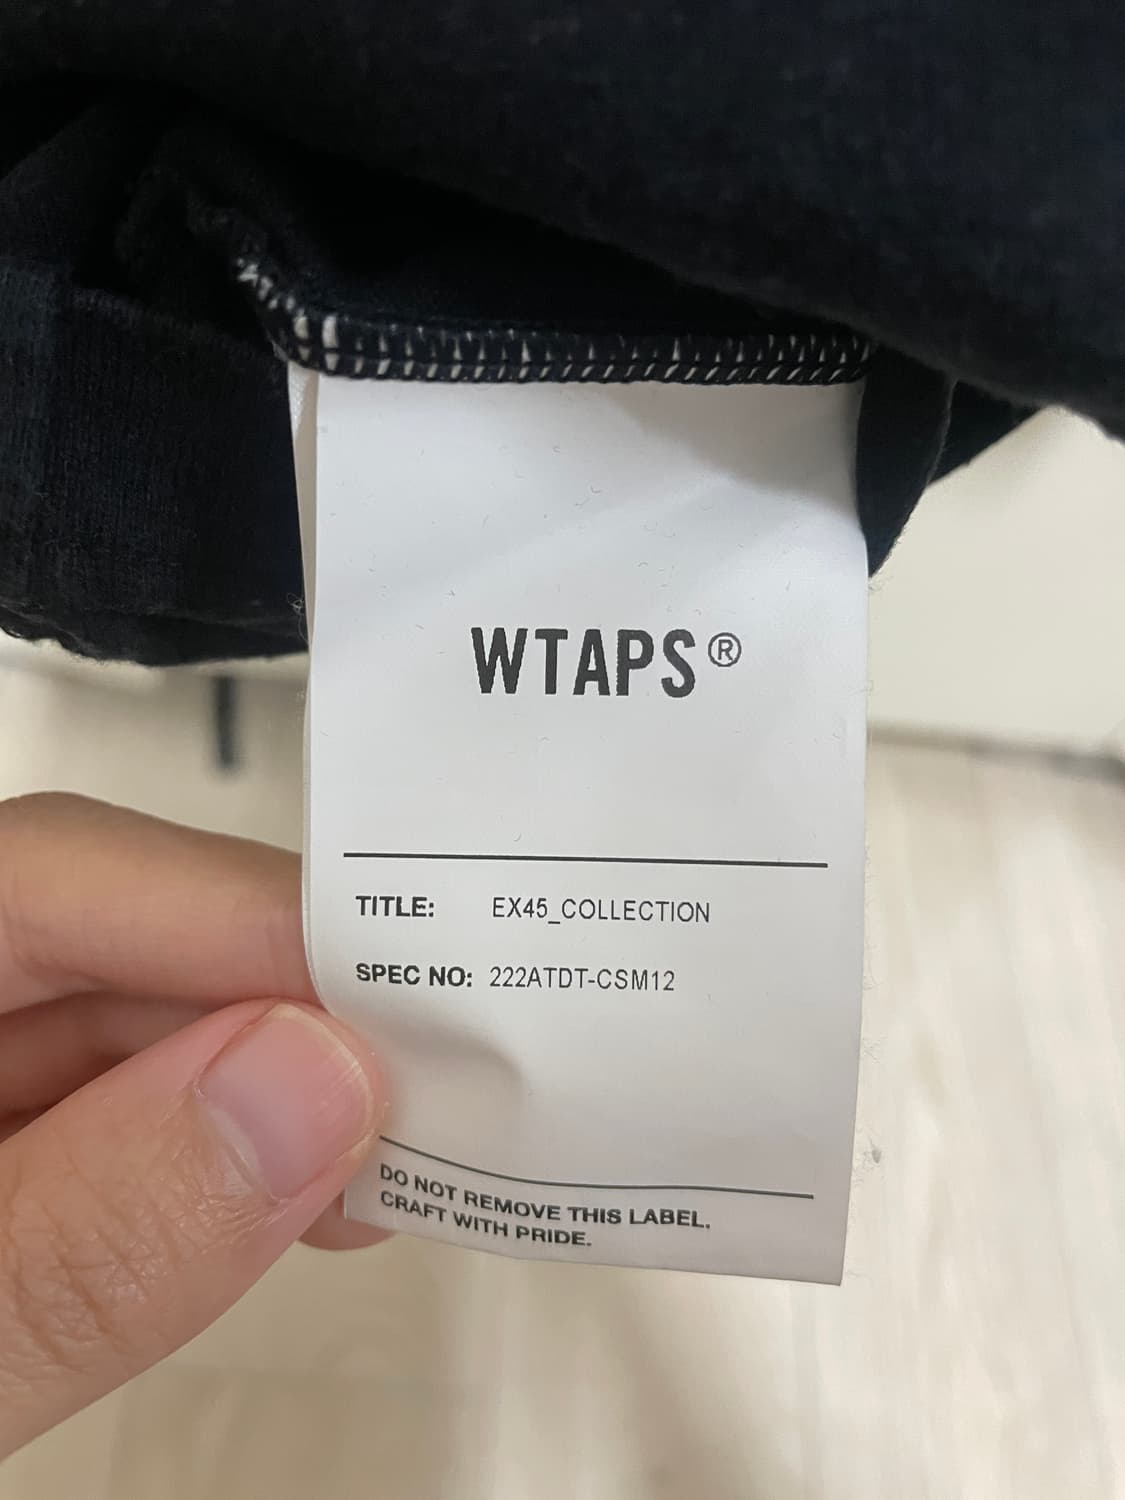 WTAPS®
TITLE: EX45_COLLECTION
SPEC NO: 222ATDT-CSM12
DO NOT REMOVE THIS LABEL.
CRAFT WITH PRIDE.